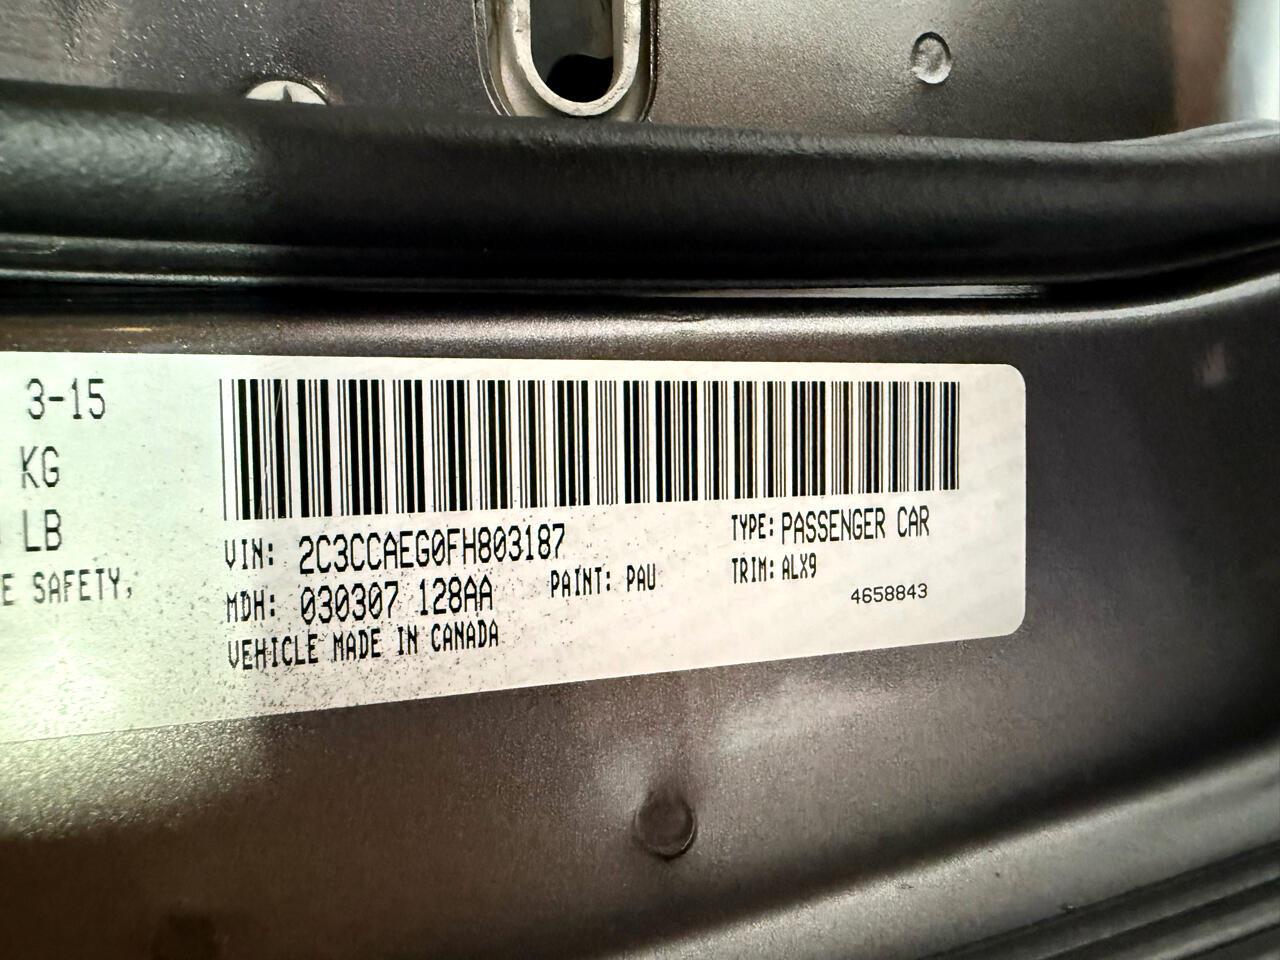 3-15
KG
LB
E SAFETY,
VIN: 2C3CCAEG0FH803187
TYPE: PASSENGER CAR
MDH: 030307 128AA
PAINT: PAU
TRIM: ALX9
VEHICLE MADE IN CANADA
4658843